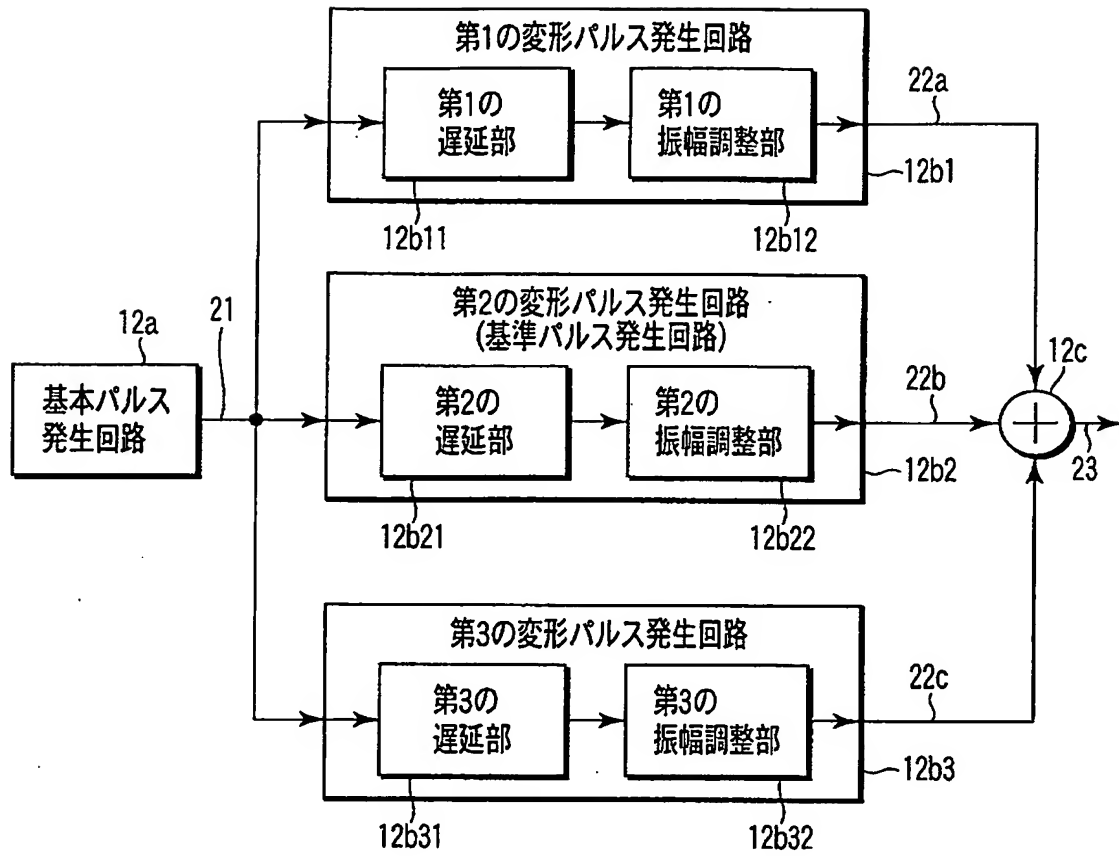 第1の変形パルス発生回路
第1の
遅延部
第1の
振幅調整部
22a
12b1
12b11
12b12
第2の変形パルス発生回路
(基準パルス発生回路)
12a
21
基本パルス
発生回路
第2の
遅延部
第2の
振幅調整部
22b
12c
23
12b2
12b21
12b22
第3の変形パルス発生回路
第3の
遅延部
第3の
振幅調整部
22c
12b3
12b31
12b32